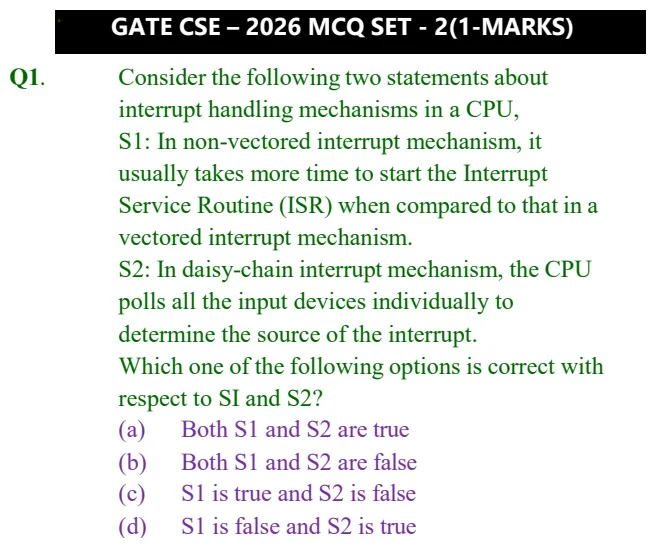 GATE CSE – 2026 MCQ SET - 2(1-MARKS)
Q1. Consider the following two statements about
interrupt handling mechanisms in a CPU,
S1: In non-vectored interrupt mechanism, it
usually takes more time to start the Interrupt
Service Routine (ISR) when compared to that in a
vectored interrupt mechanism.
S2: In daisy-chain interrupt mechanism, the CPU
polls all the input devices individually to
determine the source of the interrupt.
Which one of the following options is correct with
respect to SI and S2?
(a) Both S1 and S2 are true
(b) Both S1 and S2 are false
(c) S1 is true and S2 is false
(d) S1 is false and S2 is true